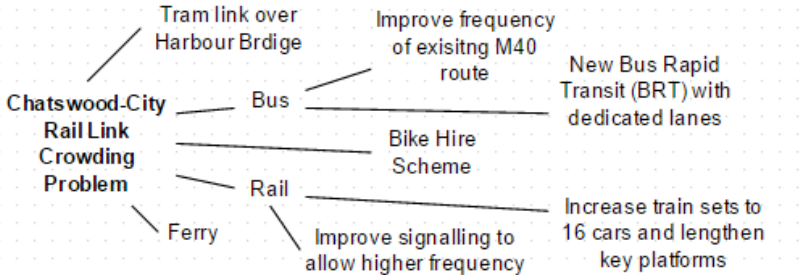 Tram link over
Harbour Brdige
Improve frequency
of exisitng M40
route
New Bus Rapid
Transit (BRT) with
dedicated lanes
Chatswood-City
Rail Link
Crowding
Problem
Bus
Bike Hire
Scheme
Rail
Ferry
Improve signalling to
allow higher frequency
Increase train sets to
16 cars and lengthen
key platforms